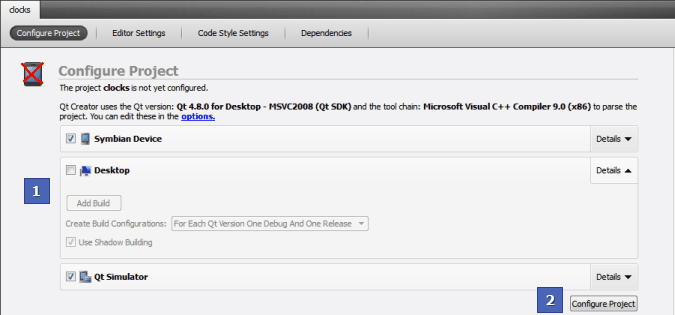 clocks
Configure Project
Editor Settings
Code Style Settings
Dependencies
Configure Project
The project clocks is not yet configured.
Qt Creator uses the Qt version: Qt 4.8.0 for Desktop - MSVC2008 (Qt SDK) and the tool chain: Microsoft Visual C++ Compiler 9.0 (x86) to parse the
project. You can edit these in the options.
Symbian Device
Details
Desktop
Details
1
Add Build
Create Build Configurations: For Each Qt Version One Debug And One Release
Use Shadow Building
Qt Simulator
Details
2
Configure Project